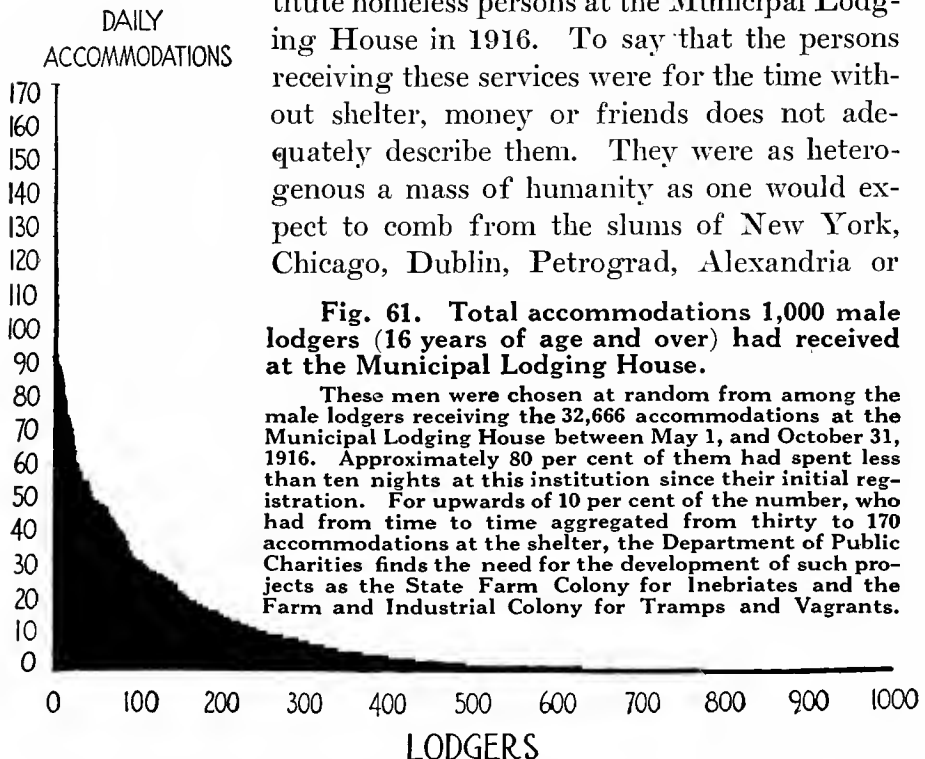 titute homeless persons at the Municipal Lodg-
ing House in 1916. To say that the persons
receiving these services were for the time with-
out shelter, money or friends does not ade-
quately describe them. They were as hetero-
genous a mass of humanity as one would ex-
pect to comb from the slums of New York,
Chicago, Dublin, Petrograd, Alexandria or
Fig. 61. Total accommodations 1,000 male
lodgers (16 years of age and over) had received
at the Municipal Lodging House.
These men were chosen at random from among the
male lodgers receiving the 32,666 accommodations at the
Municipal Lodging House between May 1, and October 31,
1916. Approximately 80 per cent of them had spent less
than ten nights at this institution since their initial reg-
istration. For upwards of 10 per cent of the number, who
had from time to time aggregated from thirty to 170
accommodations at the shelter, the Department of Public
Charities finds the need for the development of such pro-
jects as the State Farm Colony for Inebriates and the
Farm and Industrial Colony for Tramps and Vagrants.
DAILY
ACCOMMODATIONS
170
160
150
140
130
120
110
100
90
80
70
60
50
40
30
20
10
0
0 100 200 300 400 500 600 700 800 900 1000
LODGERS